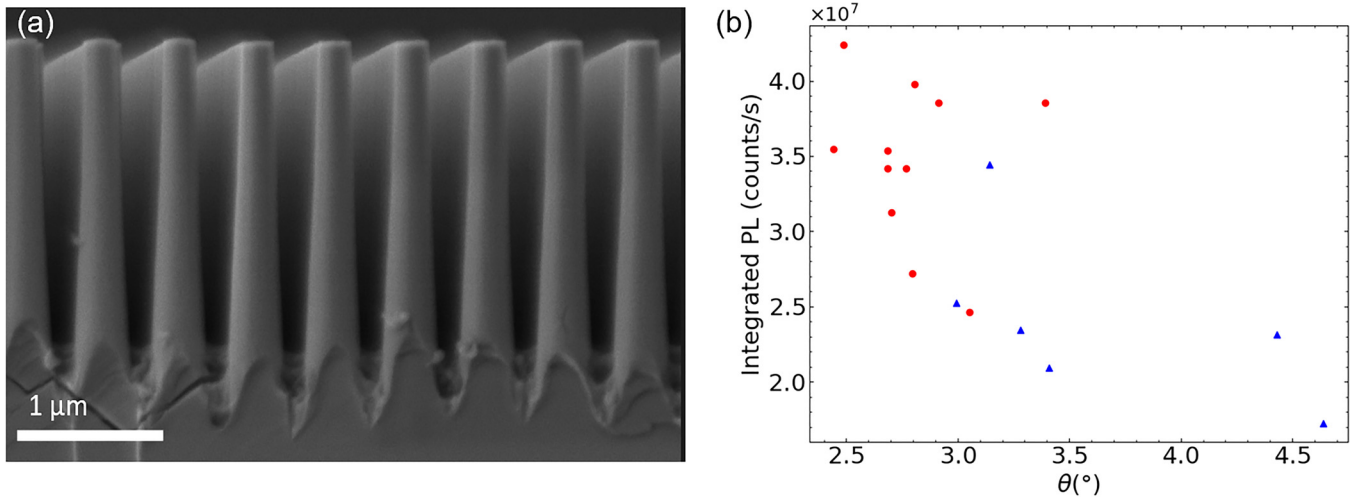 (a)
1 μm
(b)
×10⁷
Integrated PL (counts/s)
4.0
3.5
3.0
2.5
2.0
2.5 3.0 3.5 4.0 4.5
θ(°)